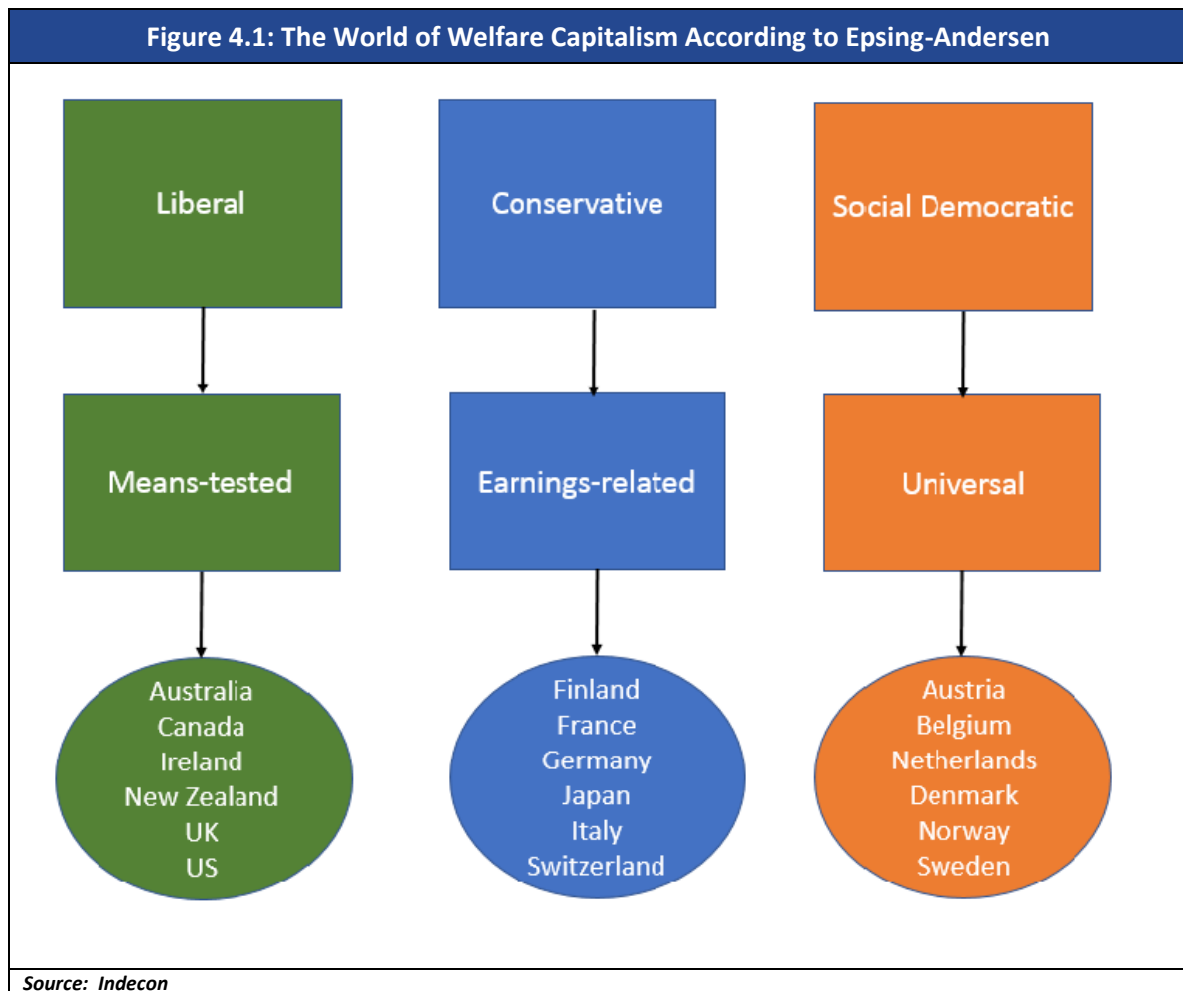 Figure 4.1: The World of Welfare Capitalism According to Epsing-Andersen
Liberal
Conservative
Social Democratic
Means-tested
Earnings-related
Universal
Australia
Canada
Ireland
New Zealand
UK
US
Finland
France
Germany
Japan
Italy
Switzerland
Austria
Belgium
Netherlands
Denmark
Norway
Sweden
Source: Indecon